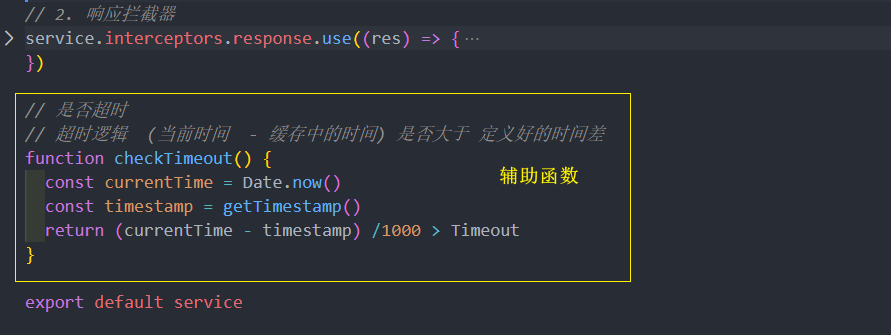 // 2. 响应拦截器
service.interceptors.response.use((res) => {…
})
// 是否超时
// 超时逻辑  (当前时间  - 缓存中的时间) 是否大于 定义好的时间差
function checkTimeout() {
  const currentTime = Date.now()
  const timestamp = getTimestamp()
  return (currentTime - timestamp) /1000 > Timeout
}
辅助函数
export default service